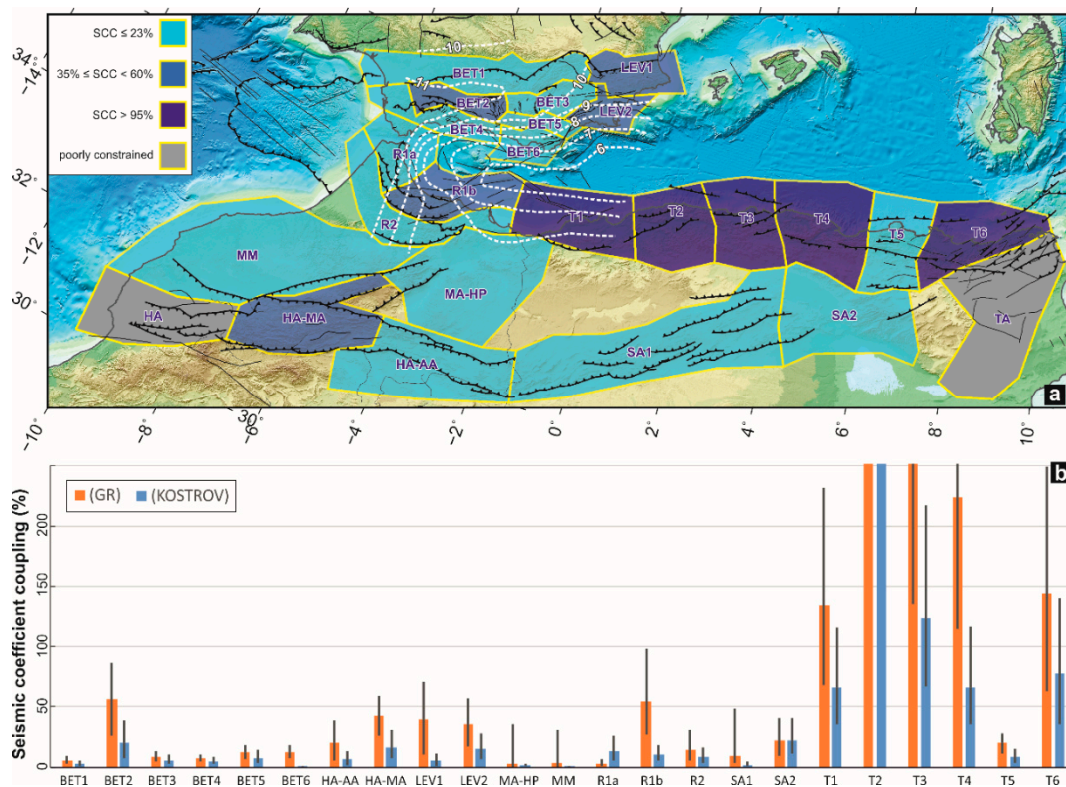 SCC ≤ 23%
35% ≤ SCC < 60%
SCC > 95%
poorly constrained
34°
-14°
32°
-12°
30°
-10°
-8°
-6°
30°
-4°
-2°
0°
2°
4°
6°
8°
10°
10
BET1
11
10
LEV1
BET2
BET3
9
LEV2
8
BET4
BET5
7
R1a
BET6
6
R1b
R2
T1
T2
T3
T4
T5
T6
MM
MA-HP
HA
HA-MA
HA-AA
SA1
SA2
TA
a
b
Seismic coefficient coupling (%)
(GR)
(KOSTROV)
200
150
100
50
0
BET1 BET2 BET3 BET4 BET5 BET6 HA-AA HA-MA LEV1 LEV2 MA-HP MM R1a R1b R2 SA1 SA2 T1 T2 T3 T4 T5 T6